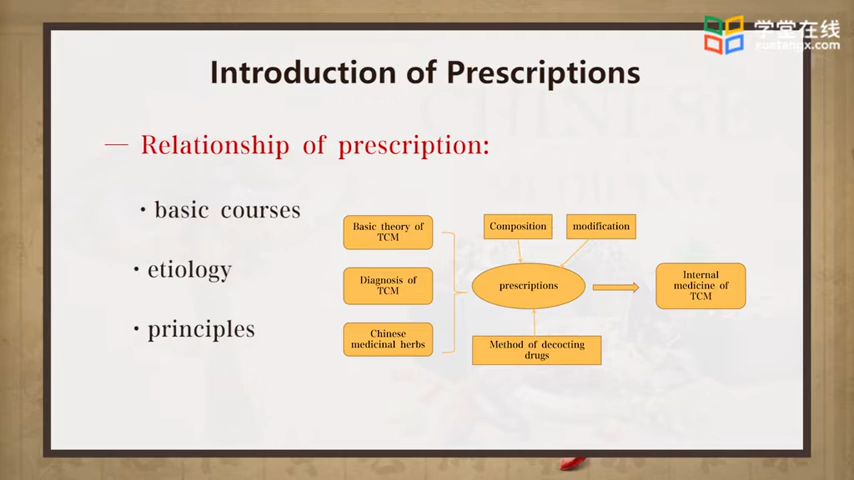 学堂在线
xuetangx.com
Introduction of Prescriptions
— Relationship of prescription:
· basic courses
· etiology
· principles
Basic theory of
TCM
Diagnosis of
TCM
Chinese
medicinal herbs
Composition
modification
prescriptions
Method of decocting
drugs
Internal
medicine of
TCM